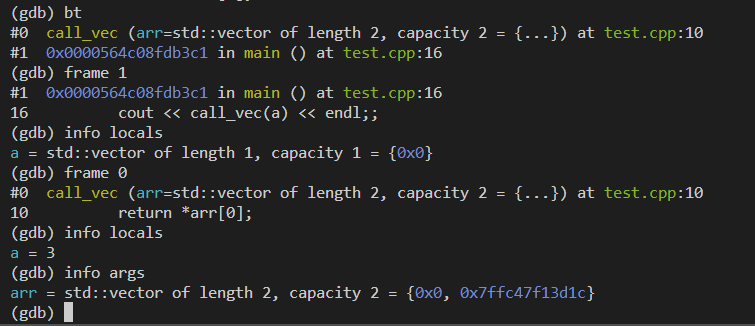 (gdb) bt
#0  call_vec (arr=std::vector of length 2, capacity 2 = {...}) at test.cpp:10
#1  0x0000564c08fdb3c1 in main () at test.cpp:16
(gdb) frame 1
#1  0x0000564c08fdb3c1 in main () at test.cpp:16
16          cout << call_vec(a) << endl;;
(gdb) info locals
a = std::vector of length 1, capacity 1 = {0x0}
(gdb) frame 0
#0  call_vec (arr=std::vector of length 2, capacity 2 = {...}) at test.cpp:10
10          return *arr[0];
(gdb) info locals
a = 3
(gdb) info args
arr = std::vector of length 2, capacity 2 = {0x0, 0x7ffc47f13d1c}
(gdb)